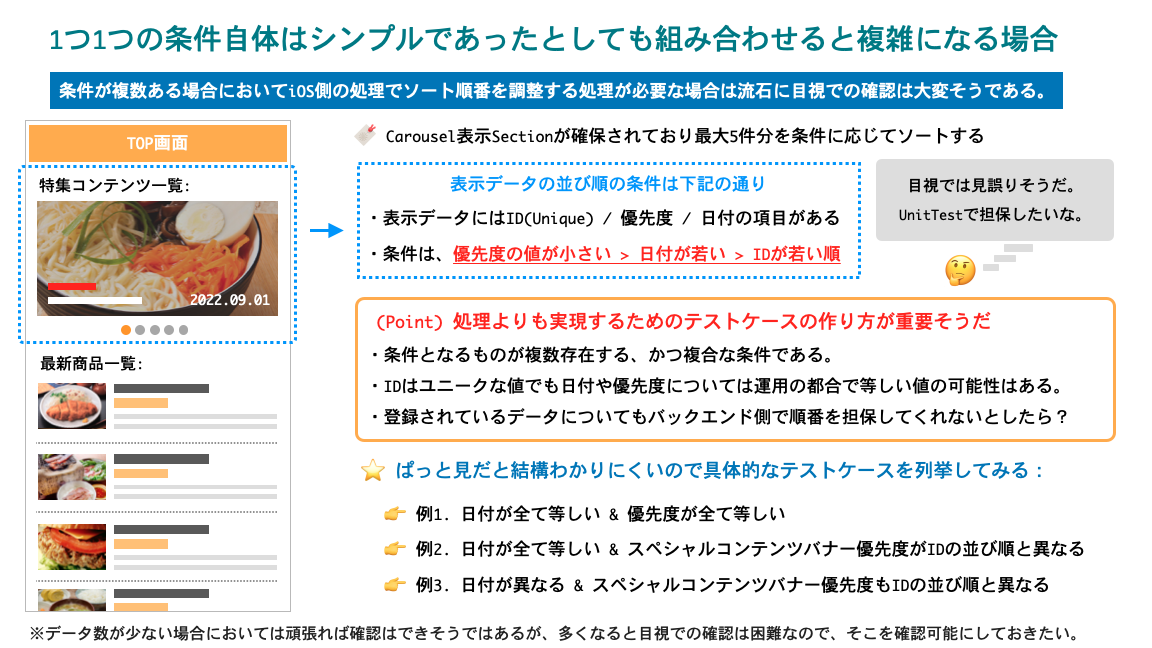 1つ1つの条件自体はシンプルであったとしても組み合わせると複雑になる場合
条件が複数ある場合においてiOS側の処理でソート順番を調整する処理が必要な場合は流石に目視での確認は大変そうである。
TOP画面
特集コンテンツ一覧:
2022.09.01
最新商品一覧:
Carousel表示Sectionが確保されており最大5件分を条件に応じてソートする
表示データの並び順の条件は下記の通り
・表示データにはID(Unique) / 優先度 / 日付の項目がある
・条件は、優先度の値が小さい > 日付が若い > IDが若い順
目視では見誤りそうだ。
UnitTestで担保したいな。
(Point) 処理よりも実現するためのテストケースの作り方が重要そうだ
・条件となるものが複数存在する、かつ複合な条件である。
・IDはユニークな値でも日付や優先度については運用の都合で等しい値の可能性はある。
・登録されているデータについてもバックエンド側で順番を担保してくれないとしたら？
ぱっと見だと結構わかりにくいので具体的なテストケースを列挙してみる：
例1. 日付が全て等しい & 優先度が全て等しい
例2. 日付が全て等しい & スペシャルコンテンツバナー優先度がIDの並び順と異なる
例3. 日付が異なる & スペシャルコンテンツバナー優先度もIDの並び順と異なる
※データ数が少ない場合においては頑張れば確認はできそうではあるが、多くなると目視での確認は困難なので、そこを確認可能にしておきたい。